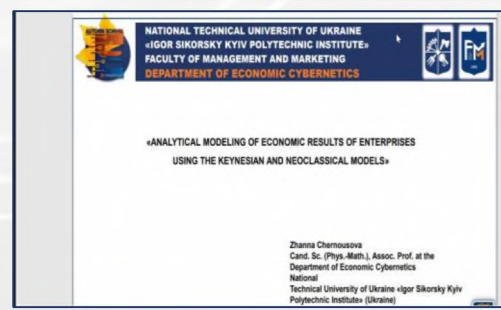 NATIONAL TECHNICAL UNIVERSITY OF UKRAINE
«IGOR SIKORSKY KYIV POLYTECHNIC INSTITUTE»
FACULTY OF MANAGEMENT AND MARKETING
DEPARTMENT OF ECONOMIC CYBERNETICS
«ANALYTICAL MODELING OF ECONOMIC RESULTS OF ENTERPRISES
USING THE KEYNESIAN AND NEOCLASSICAL MODELS»
Zhanna Chernousova
Cand. Sc. (Phys.-Math.), Assoc. Prof. at the
Department of Economic Cybernetics
National
Technical University of Ukraine «Igor Sikorsky Kyiv
Polytechnic Institute» (Ukraine)